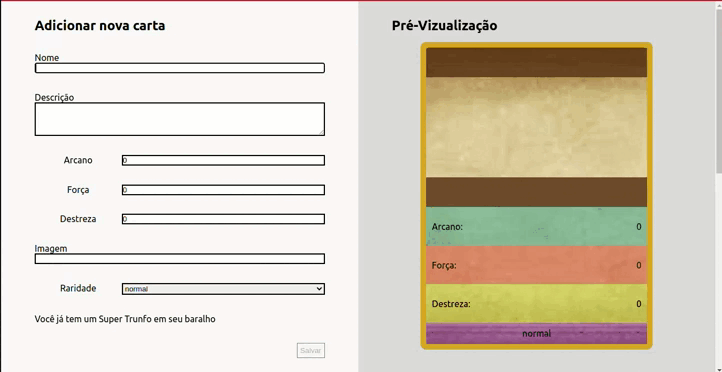 Adicionar nova carta
Nome
Descrição
Arcano 0
Força 0
Destreza 0
Imagem
Raridade normal
Você já tem um Super Trunfo em seu baralho
Salvar
Pré-Vizualização
Arcano: 0
Força: 0
Destreza: 0
normal